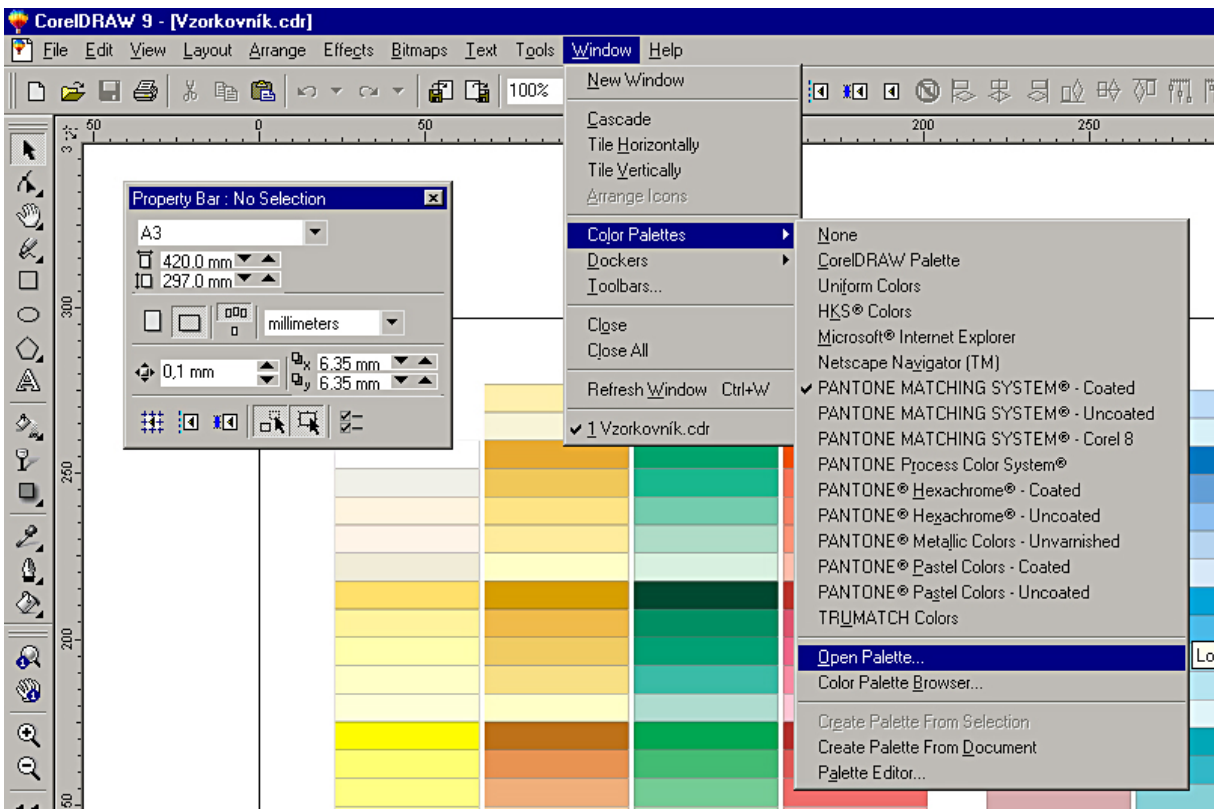 CorelDRAW 9 - [Vzorkovník.cdr]
File Edit View Layout Arrange Effects Bitmaps Text Tools Window Help
100%
New Window
Cascade
Tile Horizontally
Tile Vertically
Arrange Icons
Color Palettes
Dockers
Toolbars...
Close
Close All
Refresh Window Ctrl+W
1 Vzorkovník.cdr
50 0 50 200 250
300
250
200
Property Bar : No Selection
A3
420.0 mm
297.0 mm
millimeters
0,1 mm
x 6.35 mm
y 6.35 mm
None
CorelDRAW Palette
Uniform Colors
HKS® Colors
Microsoft® Internet Explorer
Netscape Navigator (TM)
PANTONE MATCHING SYSTEM® - Coated
PANTONE MATCHING SYSTEM® - Uncoated
PANTONE MATCHING SYSTEM® - Corel 8
PANTONE Process Color System®
PANTONE® Hexachrome® - Coated
PANTONE® Hexachrome® - Uncoated
PANTONE® Metallic Colors - Unvarnished
PANTONE® Pastel Colors - Coated
PANTONE® Pastel Colors - Uncoated
TRUMATCH Colors
Open Palette...
Color Palette Browser...
Create Palette From Selection
Create Palette From Document
Palette Editor...
Lo